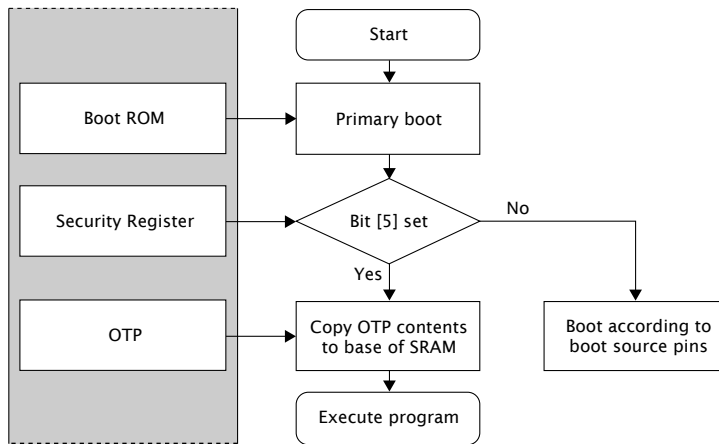 Start
Boot ROM
Primary boot
Security Register
Bit [5] set
No
Yes
OTP
Copy OTP contents
to base of SRAM
Boot according to
boot source pins
Execute program